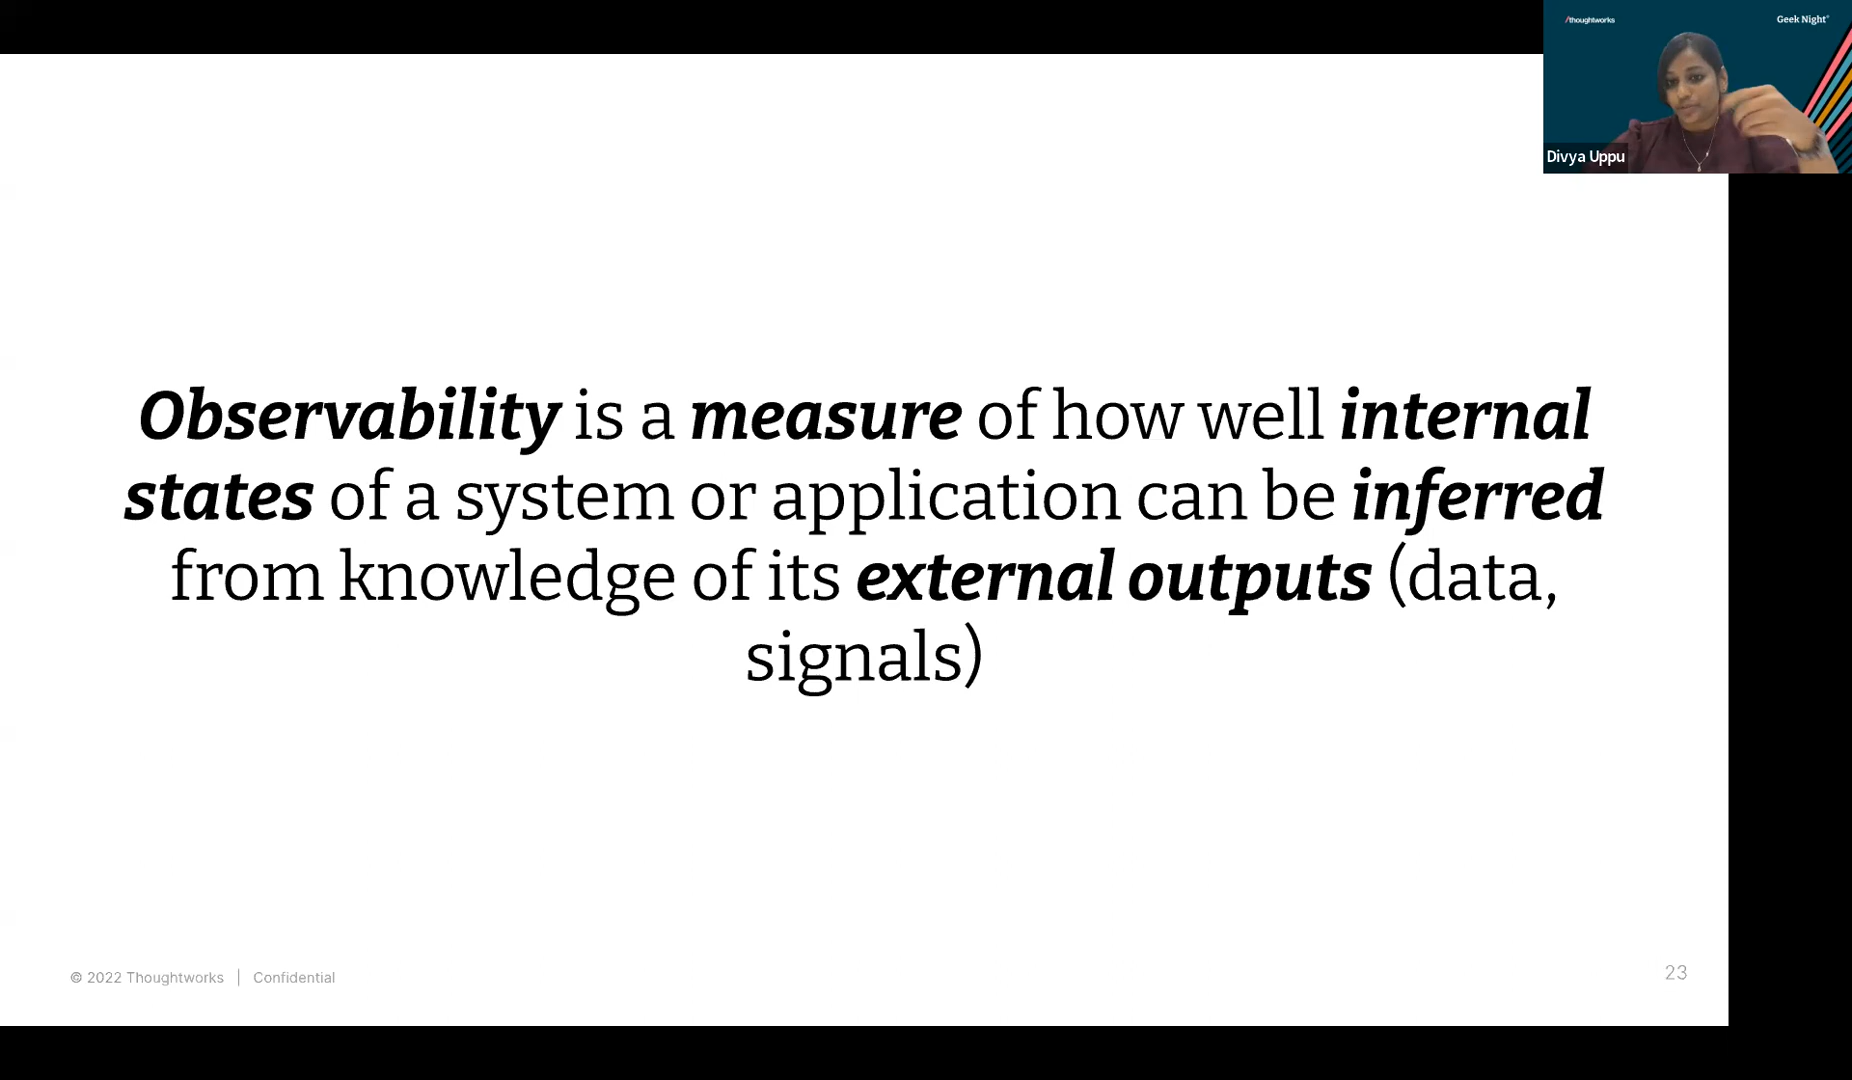 /thoughtworks
Geek Night®
Divya Uppu
Observability is a measure of how well internal
states of a system or application can be inferred
from knowledge of its external outputs (data,
signals)
© 2022 Thoughtworks | Confidential
23